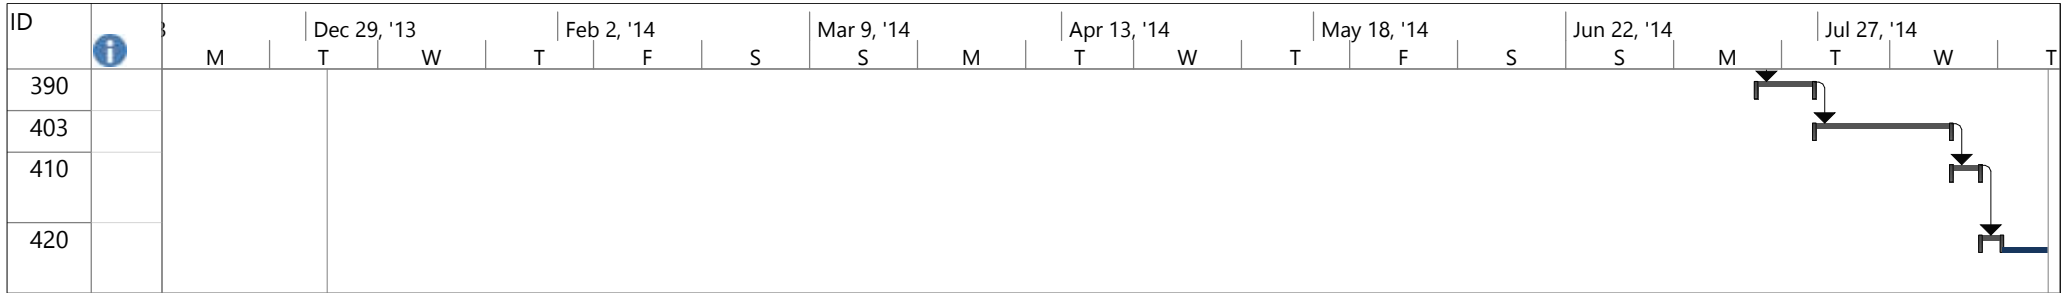 ID
3 Dec 29, '13 Feb 2, '14 Mar 9, '14 Apr 13, '14 May 18, '14 Jun 22, '14 Jul 27, '14
M T W T F S S M T W T F S S M T W T
390
403
410
420